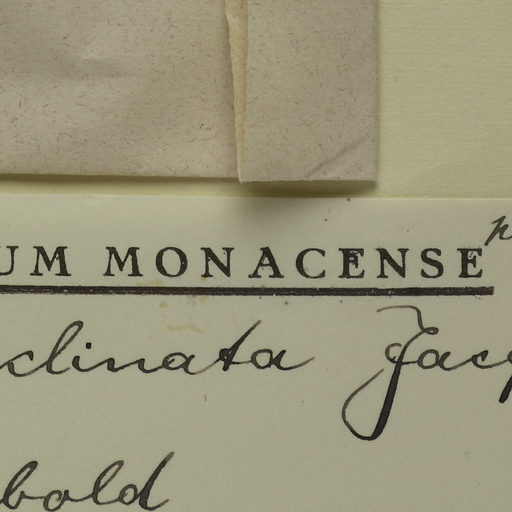 UM MONACENSE
clinata Jacq
bold